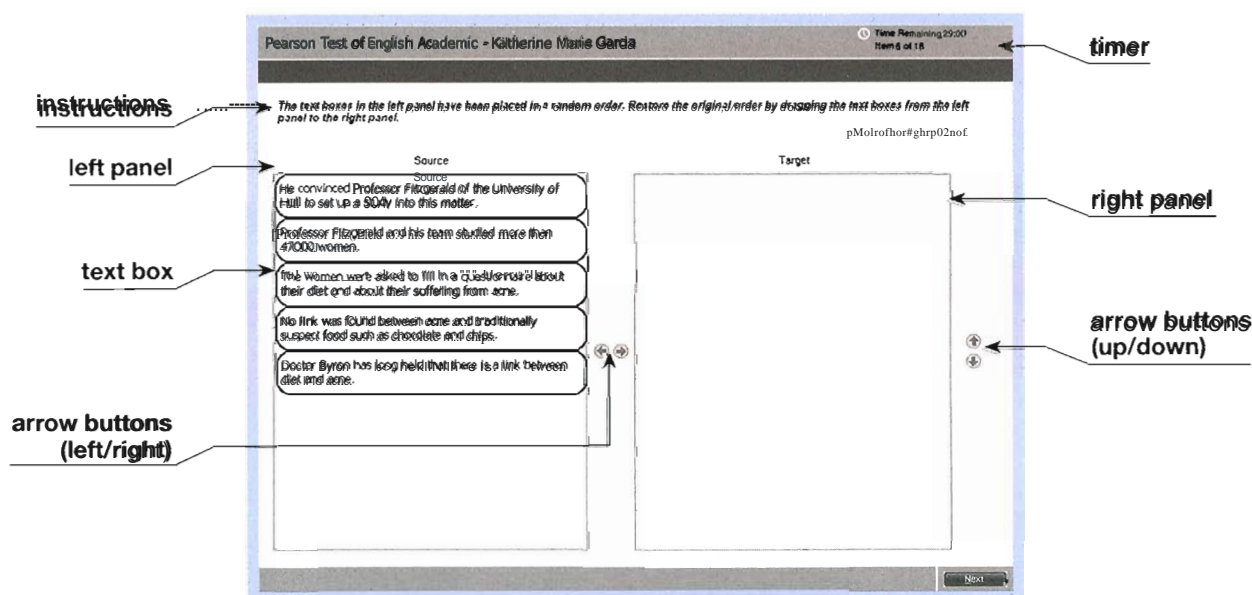 Pearson Test of English Academic - Katherine Marie Garcia
Time Remaining 29:00
Item 6 of 18
timer
instructions
The text boxes in the left panel have been placed in a random order. Restore the original order by dragging the text boxes from the left
panel to the right panel.
left panel
Source
Target
He convinced Professor Fitzgerald of the University of
Hull to set up a study into this matter.
right panel
Professor Fitzgerald and his team studied more than
47000 women.
text box
The women were asked to fill in a questionnaire about
their diet and about their suffering from acne.
No link was found between acne and traditionally
suspect food such as chocolate and chips.
arrow buttons
(up/down)
Doctor Byron has long held that there is a link between
diet and acne.
arrow buttons
(left/right)
Next